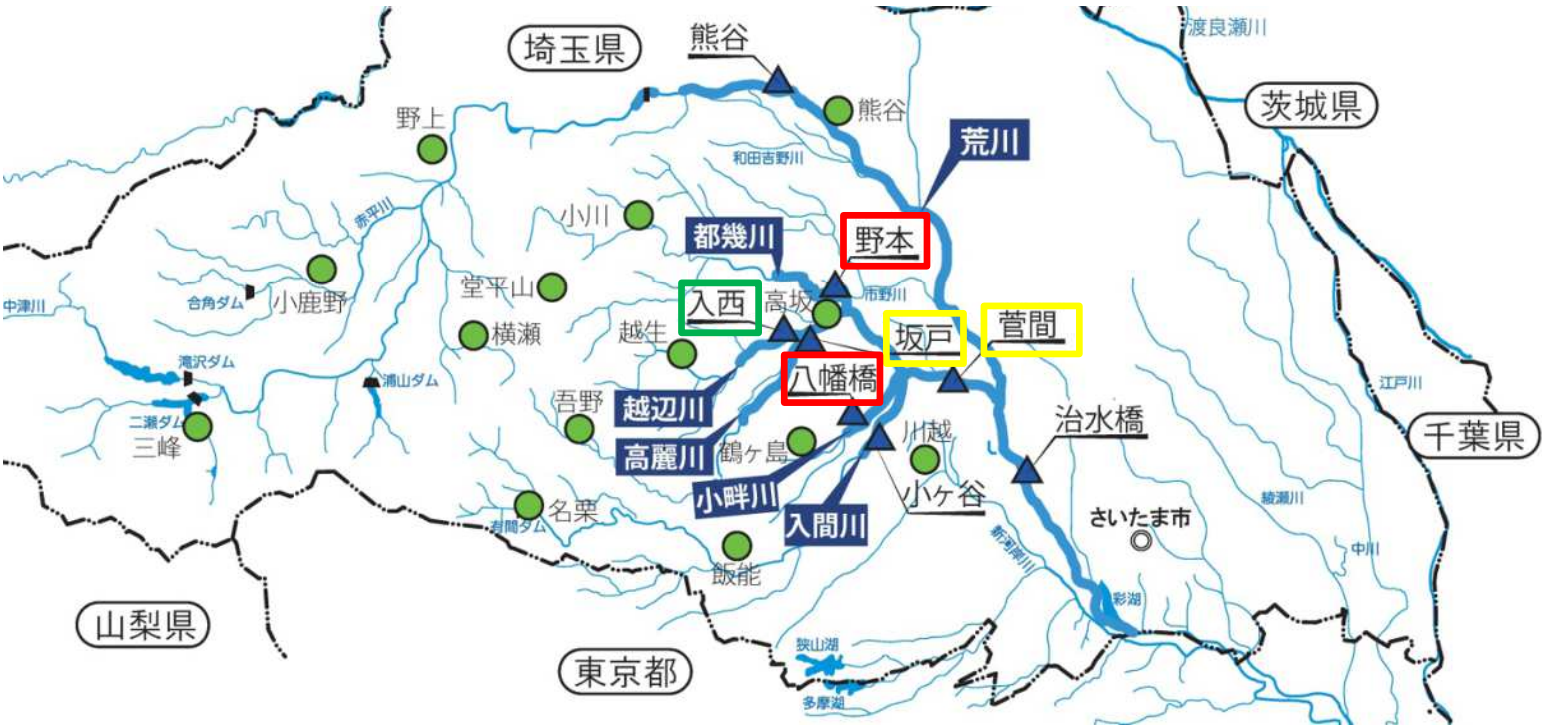 渡良瀬川
埼玉県
熊谷
茨城県
熊谷
野上
荒川
和田吉野川
赤平川
小川
都幾川
野本
堂平山
小鹿野
合角ダム
中津川
入西
高坂
市野川
菅間
坂戸
横瀬
越生
滝沢ダム
浦山ダム
八幡橋
江戸川
二瀬ダム
三峰
吾野
越辺川
高麗川
鶴ヶ島
川越
治水橋
千葉県
小畔川
小ヶ谷
入間川
名栗
有間ダム
綾瀬川
さいたま市
新河岸川
中川
飯能
彩湖
山梨県
東京都
狭山湖
多摩湖